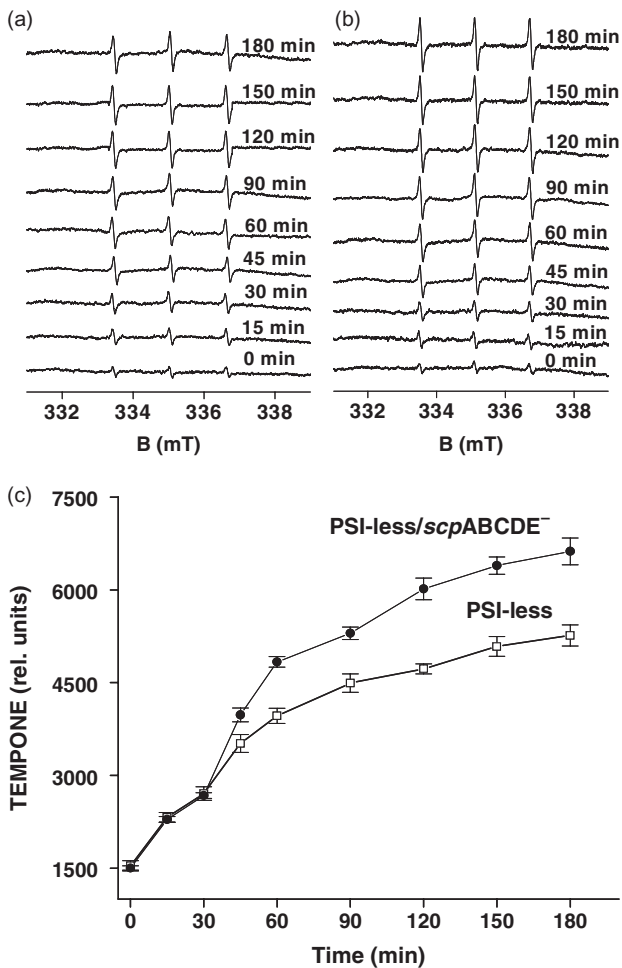 (a)
180 min
150 min
120 min
90 min
60 min
45 min
30 min
15 min
0 min
332 334 336 338
B (mT)
(b)
180 min
150 min
120 min
90 min
60 min
45 min
30 min
15 min
0 min
332 334 336 338
B (mT)
(c)
7500
6000
4500
3000
1500
TEMPONE (rel. units)
PSI-less/scpABCDE⁻
PSI-less
0 30 60 90 120 150 180
Time (min)